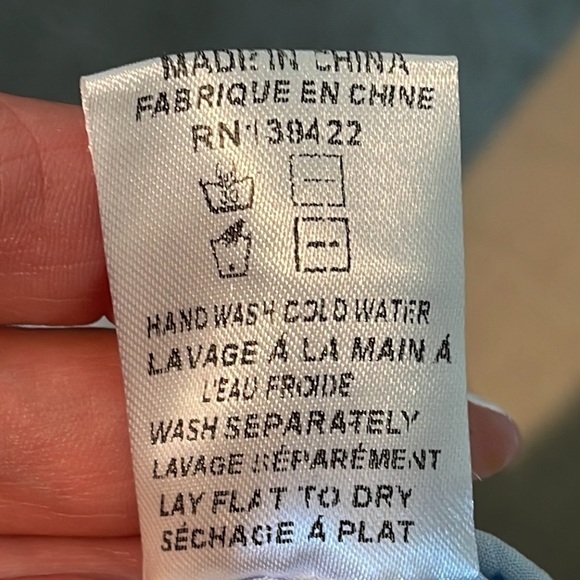 MADE IN CHINA
FABRIQUE EN CHINE
RN 139422
30
HAND WASH COLD WATER
LAVAGE À LA MAIN Á
L'EAU FROIDE
WASH SEPARATELY
LAVAGE SÉPARÉMENT
LAY FLAT TO DRY
SÉCHAGE Á PLAT